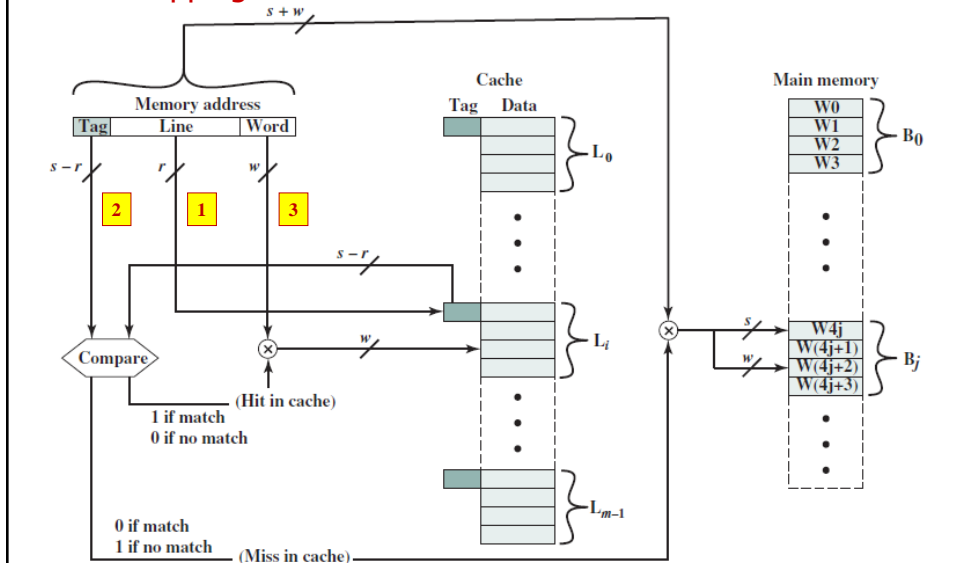 s + w
Cache
Main memory
Memory address
Tag Data
Tag Line Word
W0
W1
W2
W3
B0
L0
s – r
r
w
2
1
3
s – r
W4j
W(4j+1)
W(4j+2)
W(4j+3)
Bj
s
w
Compare
w
Li
(Hit in cache)
1 if match
0 if no match
Lm–1
0 if match
1 if no match
(Miss in cache)